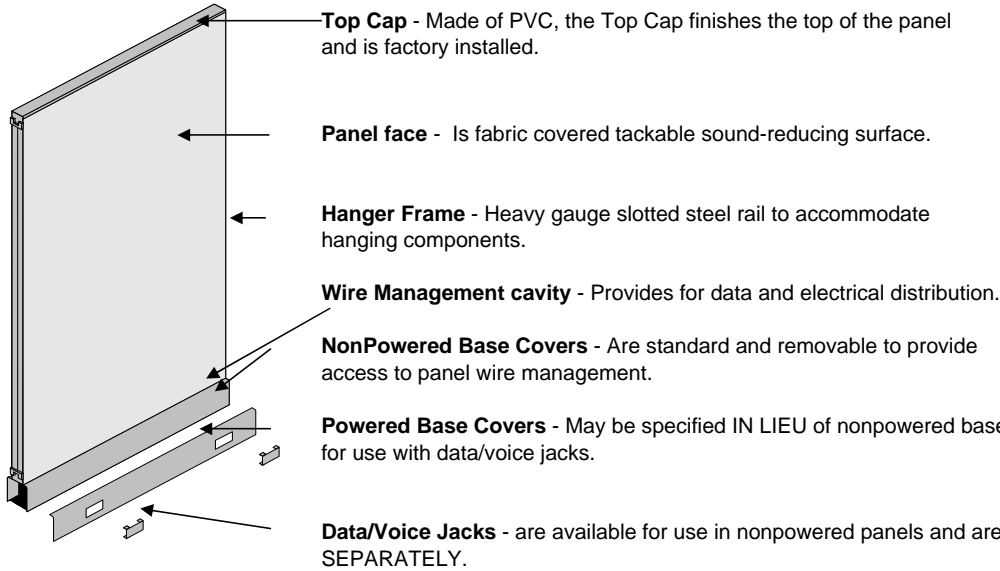 Top Cap - Made of PVC, the Top Cap finishes the top of the panel
and is factory installed.
Panel face - Is fabric covered tackable sound-reducing surface.
Hanger Frame - Heavy gauge slotted steel rail to accommodate
hanging components.
Wire Management cavity - Provides for data and electrical distribution.
NonPowered Base Covers - Are standard and removable to provide
access to panel wire management.
Powered Base Covers - May be specified IN LIEU of nonpowered base
for use with data/voice jacks.
Data/Voice Jacks - are available for use in nonpowered panels and are
SEPARATELY.